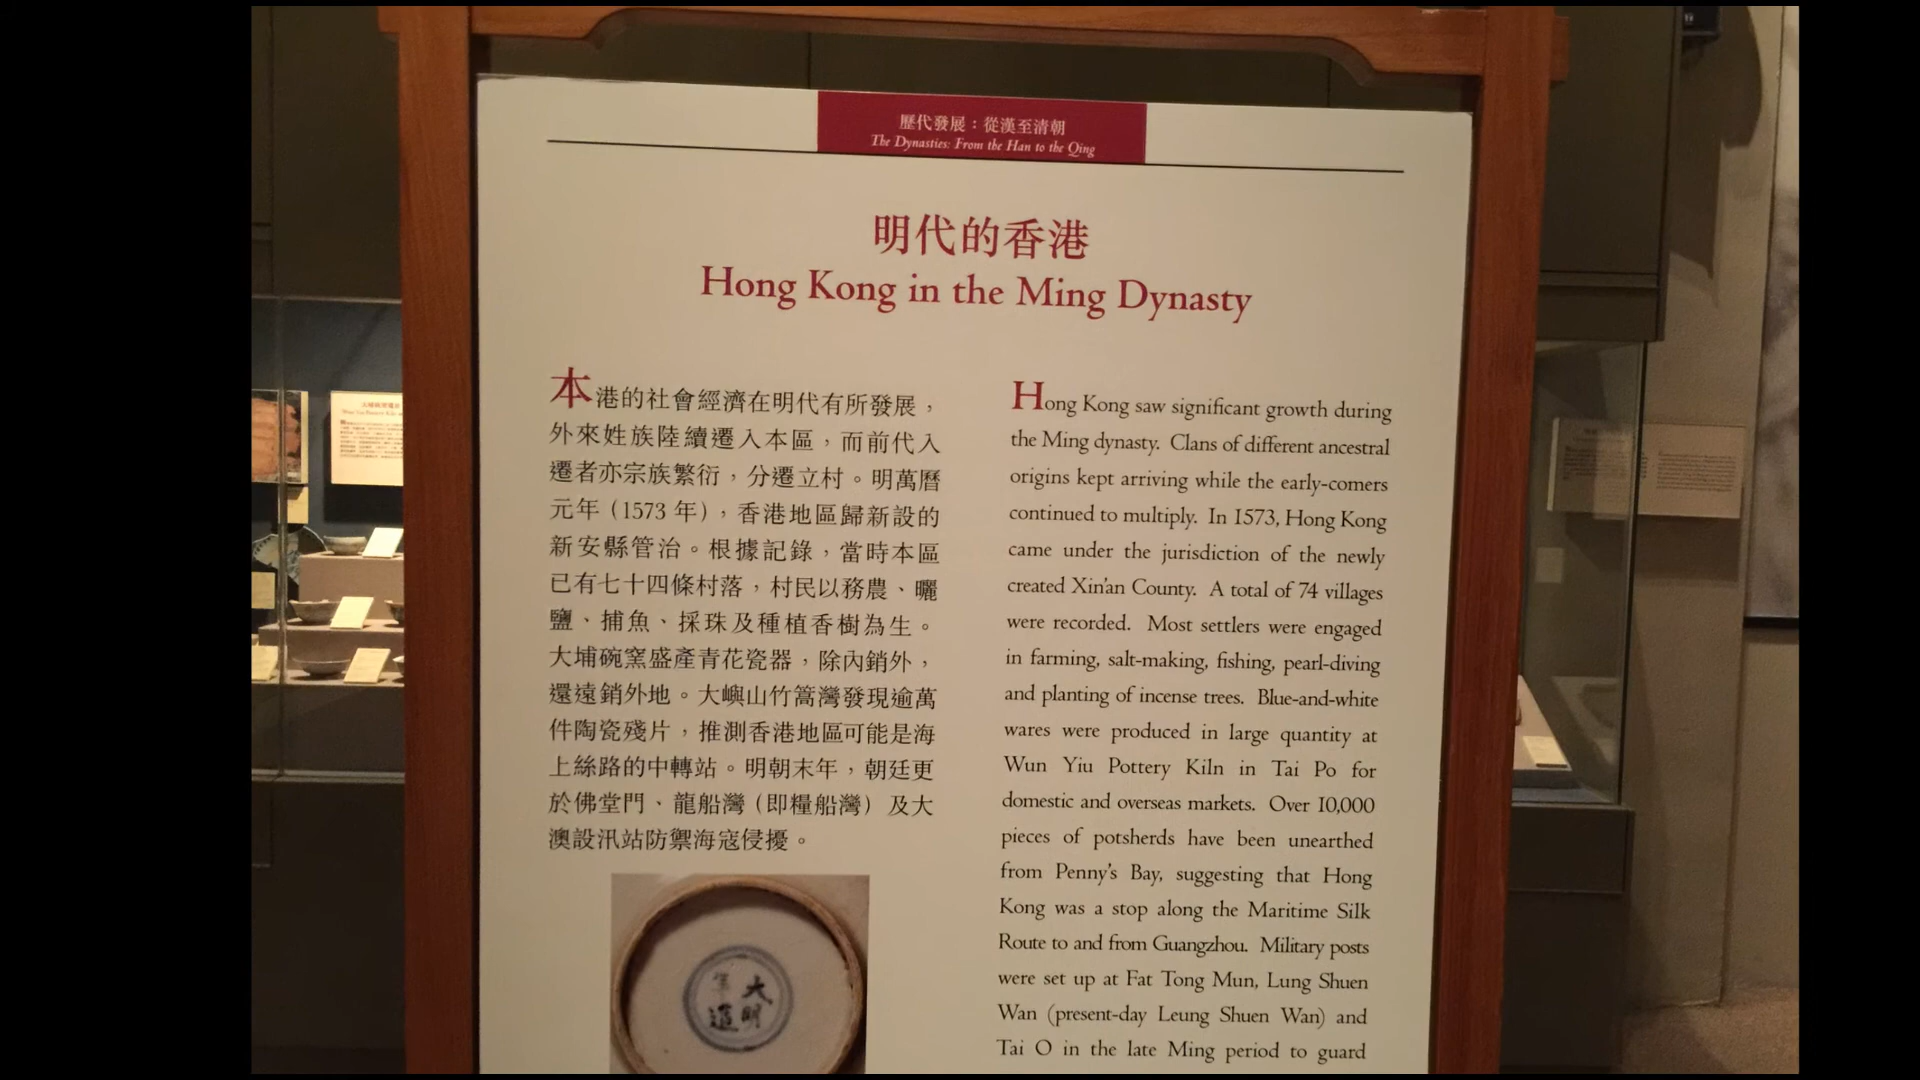 歷代發展：從漢至清朝
The Dynasties: From the Han to the Qing
明代的香港
Hong Kong in the Ming Dynasty
本港的社會經濟在明代有所發展，
外來姓族陸續遷入本區，而前代入
遷者亦宗族繁衍，分遷立村。明萬曆
元年（1573 年），香港地區歸新設的
新安縣管治。根據記錄，當時本區
已有七十四條村落，村民以務農、曬
鹽、捕魚、採珠及種植香樹為生。
大埔碗窰盛產青花瓷器，除內銷外，
還遠銷外地。大嶼山竹篙灣發現逾萬
件陶瓷殘片，推測香港地區可能是海
上絲路的中轉站。明朝末年，朝廷更
於佛堂門、龍船灣（即糧船灣）及大
澳設汛站防禦海寇侵擾。
Hong Kong saw significant growth during
the Ming dynasty. Clans of different ancestral
origins kept arriving while the early-comers
continued to multiply. In 1573, Hong Kong
came under the jurisdiction of the newly
created Xin'an County. A total of 74 villages
were recorded. Most settlers were engaged
in farming, salt-making, fishing, pearl-diving
and planting of incense trees. Blue-and-white
wares were produced in large quantity at
Wun Yiu Pottery Kiln in Tai Po for
domestic and overseas markets. Over 10,000
pieces of potsherds have been unearthed
from Penny's Bay, suggesting that Hong
Kong was a stop along the Maritime Silk
Route to and from Guangzhou. Military posts
were set up at Fat Tong Mun, Lung Shuen
Wan (present-day Leung Shuen Wan) and
Tai O in the late Ming period to guard
大明
年造